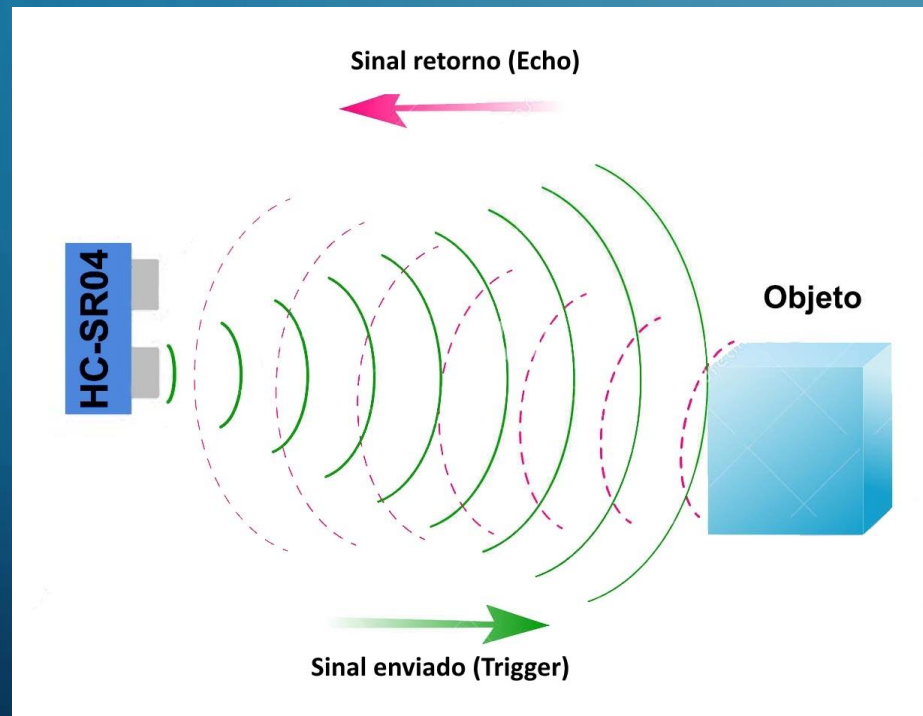 Sinal retorno (Echo)
HC-SR04
Objeto
Sinal enviado (Trigger)